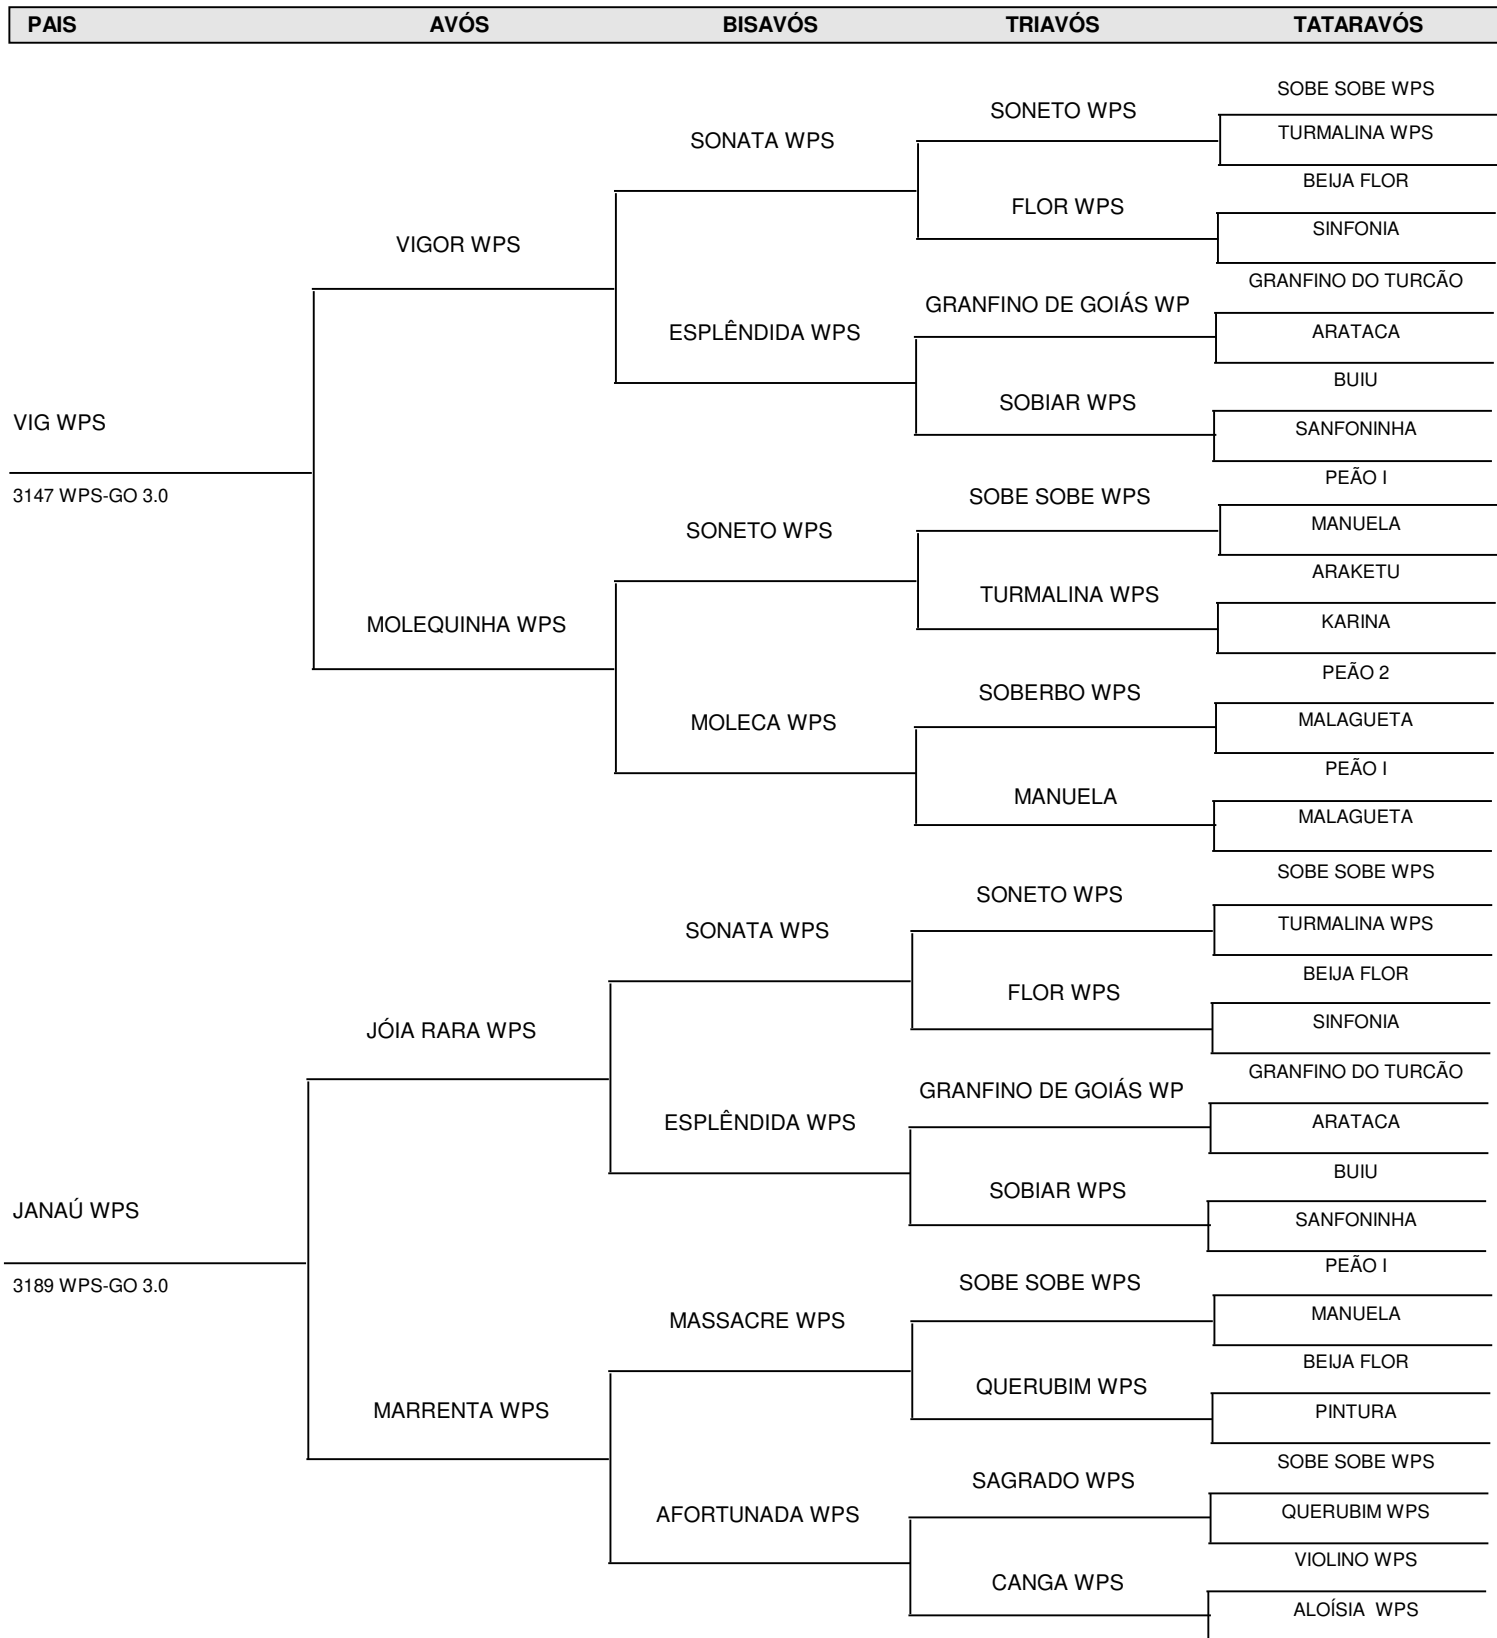 PAIS AVÓS BISAVÓS TRIAVÓS TATARAVÓS
SOBE SOBE WPS
SONETO WPS
TURMALINA WPS
SONATA WPS
BEIJA FLOR
FLOR WPS
SINFONIA
VIGOR WPS
GRANFINO DO TURCÃO
GRANFINO DE GOIÁS WP
ARATACA
ESPLÊNDIDA WPS
BUIU
SOBIAR WPS
SANFONINHA
VIG WPS
3147 WPS-GO 3.0
PEÃO I
SOBE SOBE WPS
MANUELA
SONETO WPS
ARAKETU
TURMALINA WPS
KARINA
MOLEQUINHA WPS
PEÃO 2
SOBERBO WPS
MALAGUETA
MOLECA WPS
PEÃO I
MANUELA
MALAGUETA
SOBE SOBE WPS
SONETO WPS
TURMALINA WPS
SONATA WPS
BEIJA FLOR
FLOR WPS
SINFONIA
JÓIA RARA WPS
GRANFINO DO TURCÃO
GRANFINO DE GOIÁS WP
ARATACA
ESPLÊNDIDA WPS
BUIU
SOBIAR WPS
SANFONINHA
JANAÚ WPS
3189 WPS-GO 3.0
PEÃO I
SOBE SOBE WPS
MANUELA
MASSACRE WPS
BEIJA FLOR
QUERUBIM WPS
PINTURA
MARRENTA WPS
SOBE SOBE WPS
SAGRADO WPS
QUERUBIM WPS
AFORTUNADA WPS
VIOLINO WPS
CANGA WPS
ALOÍSIA WPS